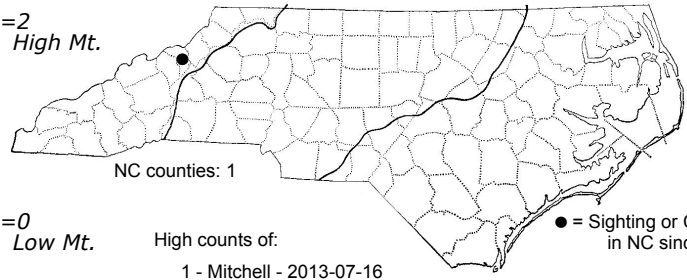 =2
High Mt.
NC counties: 1
=0
Low Mt.
High counts of:
1 - Mitchell - 2013-07-16
● = Sighting or
in NC